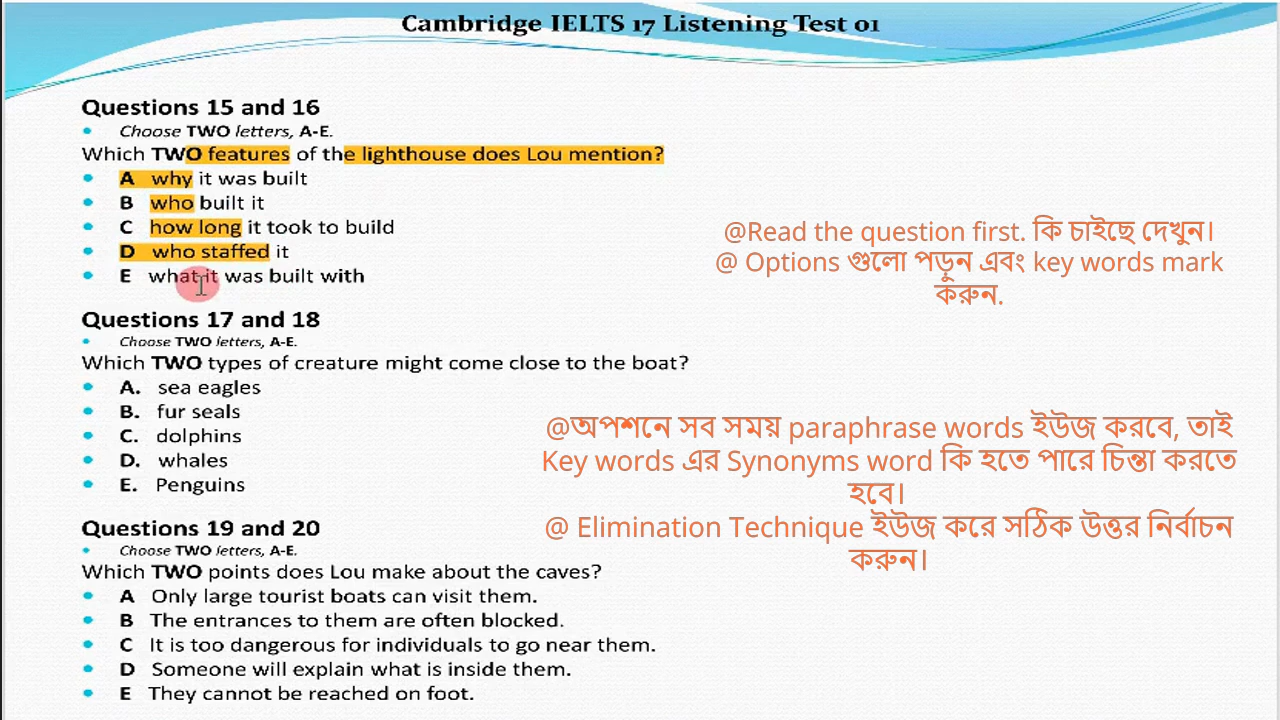 Cambridge IELTS 17 Listening Test 01
Questions 15 and 16
Choose TWO letters, A-E.
Which TWO features of the lighthouse does Lou mention?
A why it was built
B who built it
C how long it took to build
D who staffed it
E what it was built with
@Read the question first. কি চাইছে দেখুন।
@ Options গুলো পড়ুন এবং key words mark
করুন.
Questions 17 and 18
Choose TWO letters, A-E.
Which TWO types of creature might come close to the boat?
A. sea eagles
B. fur seals
C. dolphins
D. whales
E. Penguins
@অপশনে সব সময় paraphrase words ইউজ করবে, তাই
Key words এর Synonyms word কি হতে পারে চিন্তা করতে
হবে।
@ Elimination Technique ইউজ করে সঠিক উত্তর নির্বাচন
করুন।
Questions 19 and 20
Choose TWO letters, A-E.
Which TWO points does Lou make about the caves?
A Only large tourist boats can visit them.
B The entrances to them are often blocked.
C It is too dangerous for individuals to go near them.
D Someone will explain what is inside them.
E They cannot be reached on foot.